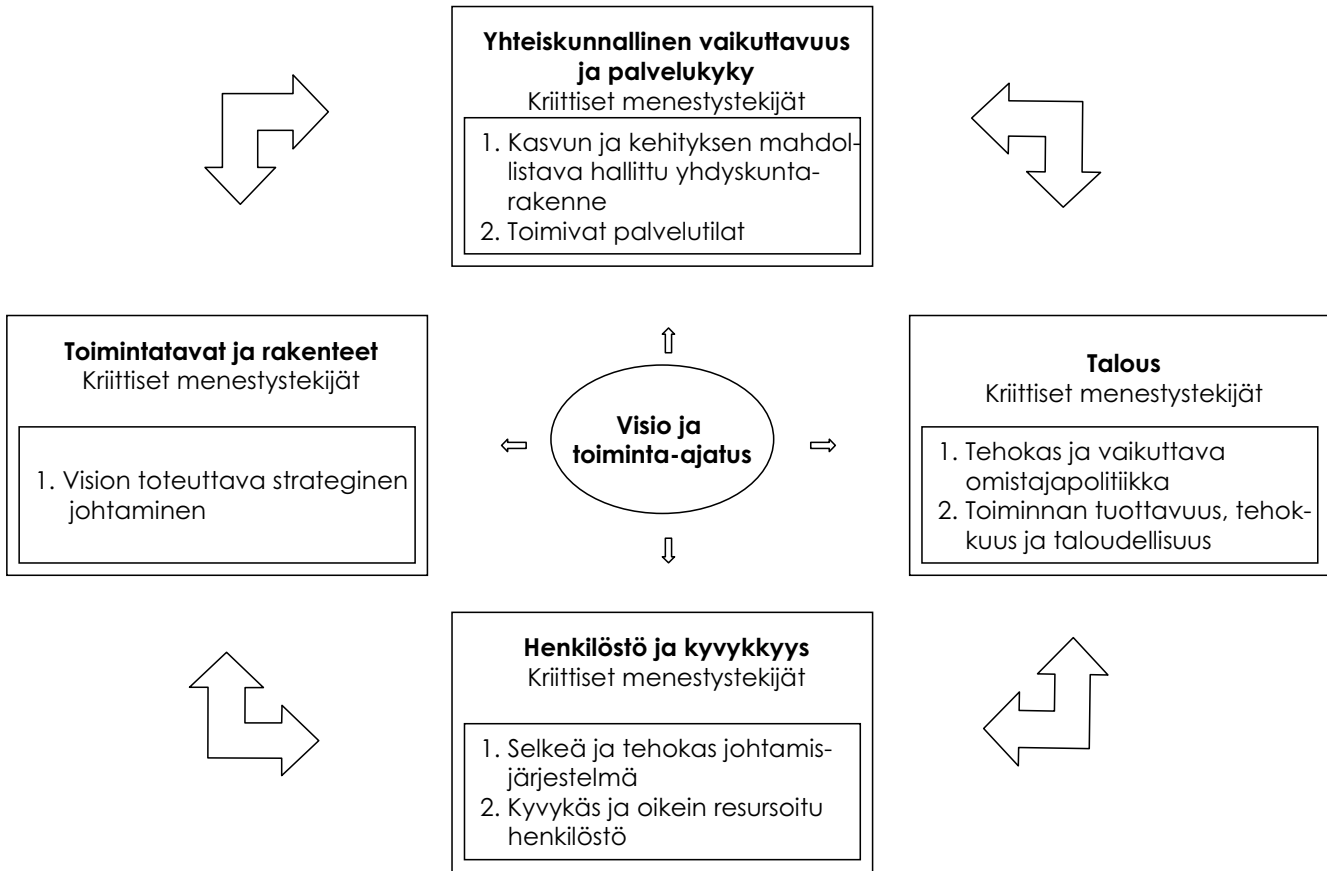 Yhteiskunnallinen vaikuttavuus
ja palvelukyky
Kriittiset menestystekijät
1. Kasvun ja kehityksen mahdol-
listava hallittu yhdyskunta-
rakenne
2. Toimivat palvelutilat
Toimintatavat ja rakenteet
Kriittiset menestystekijät
1. Vision toteuttava strateginen
johtaminen
Visio ja
toiminta-ajatus
Talous
Kriittiset menestystekijät
1. Tehokas ja vaikuttava
omistajapolitiikka
2. Toiminnan tuottavuus, tehok-
kuus ja taloudellisuus
Henkilöstö ja kyvykkyys
Kriittiset menestystekijät
1. Selkeä ja tehokas johtamis-
järjestelmä
2. Kyvykäs ja oikein resursoitu
henkilöstö